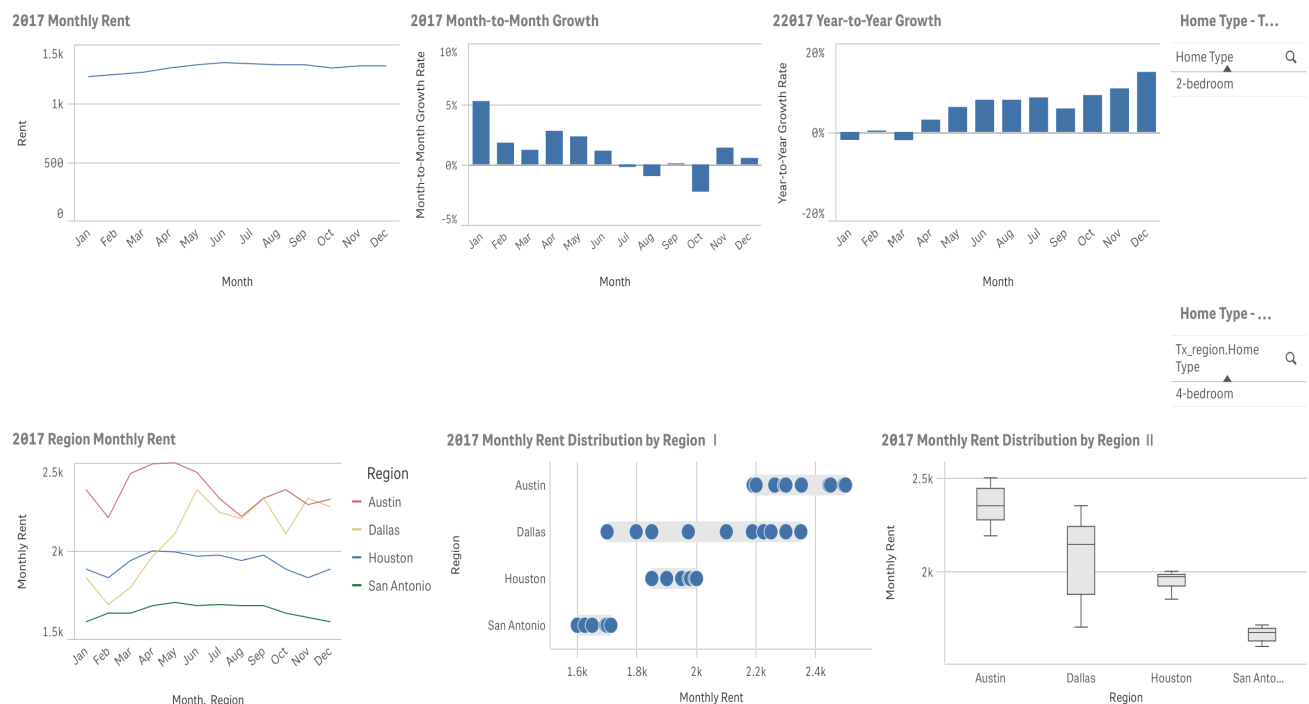 2017 Monthly Rent
1.5k
1k
500
0
Rent
Jan Feb Mar Apr May Jun Jul Aug Sep Oct Nov Dec
Month
2017 Month-to-Month Growth
10%
5%
0%
-5%
Month-to-Month Growth Rate
Jan Feb Mar Apr May Jun Jul Aug Sep Oct Nov Dec
Month
22017 Year-to-Year Growth
20%
0%
-20%
Year-to-Year Growth Rate
Jan Feb Mar Apr May Jun Aug Jul Sep Oct Nov Dec
Month
Home Type - T...
Home Type
2-bedroom
Home Type - ...
Tx_region.Home
Type
4-bedroom
2017 Region Monthly Rent
2.5k
2k
1.5k
Monthly Rent
Jan Feb Mar Apr May Jun Jul Aug Sep Oct Nov Dec
Month, Region
Region
Austin
Dallas
Houston
San Antonio
2017 Monthly Rent Distribution by Region I
Region
Austin
Dallas
Houston
San Antonio
1.6k 1.8k 2k 2.2k 2.4k
Monthly Rent
2017 Monthly Rent Distribution by Region II
2.5k
2k
Monthly Rent
Austin Dallas Houston San Anto...
Region